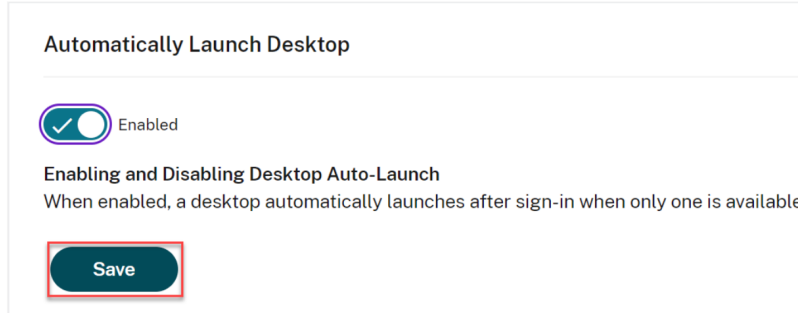 Automatically Launch Desktop
Enabled
Enabling and Disabling Desktop Auto-Launch
When enabled, a desktop automatically launches after sign-in when only one is available
Save